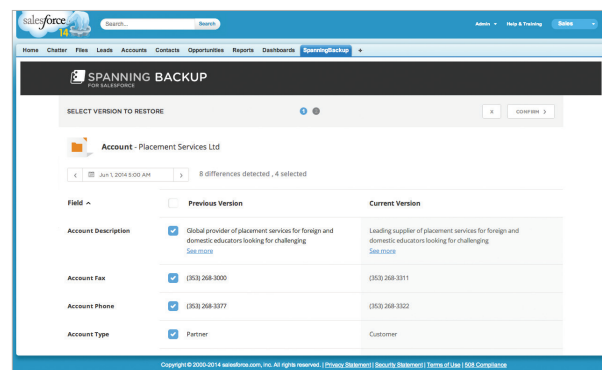 salesforce
14
Search... Search Admin Help & Training Sales
Home Chatter Files Leads Accounts Contacts Opportunities Reports Dashboards SpanningBackup +
SPANNING BACKUP
FOR SALESFORCE
SELECT VERSION TO RESTORE 1 X CONFIRM >
Account - Placement Services Ltd
< Jun 1, 2014 5:00 AM > 8 differences detected , 4 selected
Field Previous Version Current Version
Account Description Global provider of placement services for foreign and Leading supplier of placement services for foreign and
domestic educators looking for challenging domestic educators looking for challenging
See more See more
Account Fax (353) 268-3000 (353) 268-3311
Account Phone (353) 268-3377 (353) 268-3322
Account Type Partner Customer
Copyright © 2000-2014 salesforce.com, inc. All rights reserved. | Privacy Statement | Security Statement | Terms of Use | 508 Compliance